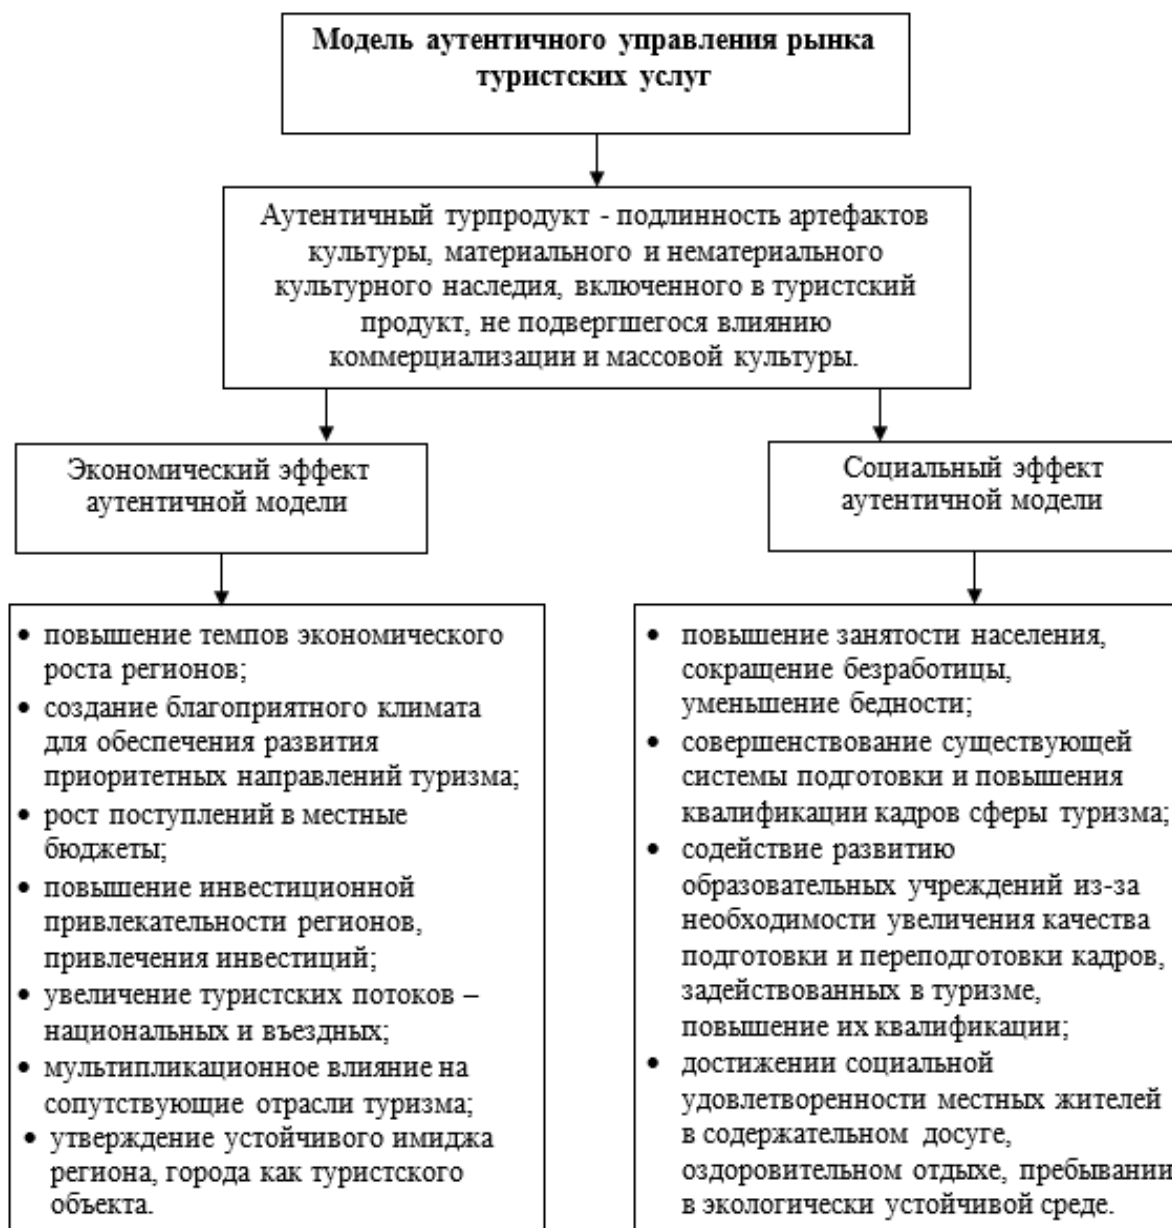 Модель аутентичного управления рынка
туристских услуг
Аутентичный турпродукт - подлинность артефактов
культуры, материального и нематериального
культурного наследия, включенного в туристский
продукт, не подвергшегося влиянию
коммерциализации и массовой культуры.
Экономический эффект
аутентичной модели
Социальный эффект
аутентичной модели
• повышение темпов экономического
роста регионов;
• создание благоприятного климата
для обеспечения развития
приоритетных направлений туризма;
• рост поступлений в местные
бюджеты;
• повышение инвестиционной
привлекательности регионов,
привлечения инвестиций;
• увеличение туристских потоков –
национальных и въездных;
• мультипликационное влияние на
сопутствующие отрасли туризма;
• утверждение устойчивого имиджа
региона, города как туристского
объекта.
• повышение занятости населения,
сокращение безработицы,
уменьшение бедности;
• совершенствование существующей
системы подготовки и повышения
квалификации кадров сферы туризма;
• содействие развитию
образовательных учреждений из-за
необходимости увеличения качества
подготовки и переподготовки кадров,
задействованных в туризме,
повышение их квалификации;
• достижении социальной
удовлетворенности местных жителей
в содержательном досуге,
оздоровительном отдыхе, пребывании
в экологически устойчивой среде.